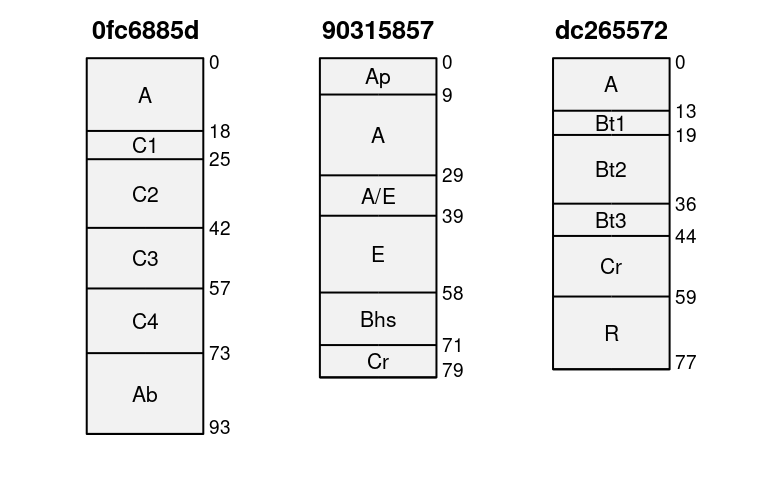 0fc6885d
0
A
18
C1
25
C2
42
C3
57
C4
73
Ab
93
90315857
0
Ap
9
A
29
A/E
39
E
58
Bhs
71
Cr
79
dc265572
0
A
13
Bt1
19
Bt2
36
Bt3
44
Cr
59
R
77